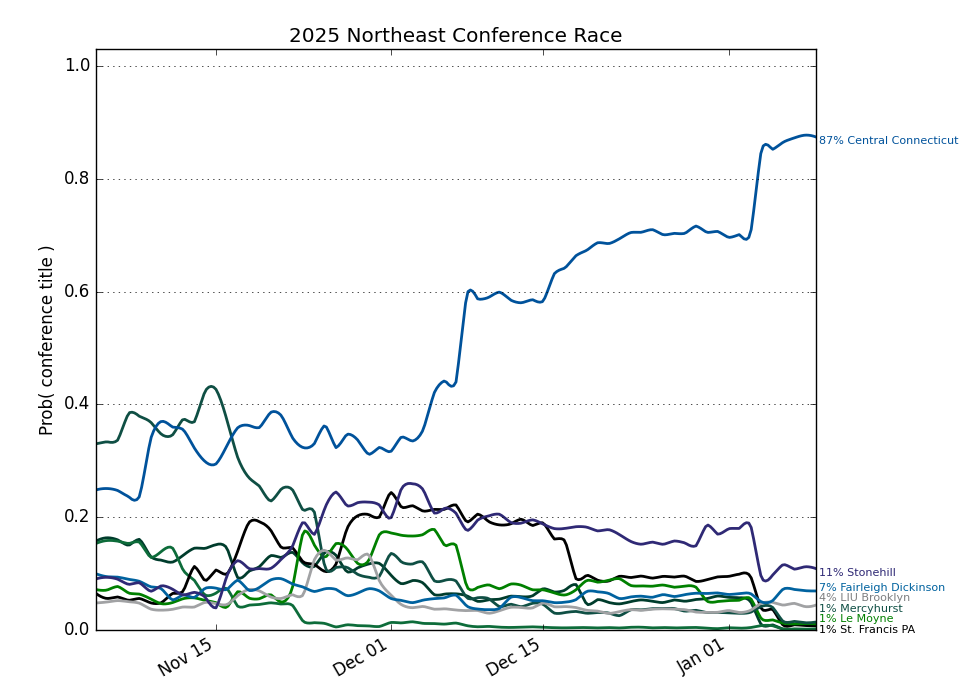 2025 Northeast Conference Race
Prob( conference title )
1.0
0.8
0.6
0.4
0.2
0.0
Nov 15
Dec 01
Dec 15
Jan 01
87% Central Connecticut
11% Stonehill
7% Fairleigh Dickinson
4% LIU Brooklyn
1% Mercyhurst
1% Le Moyne
1% St. Francis PA